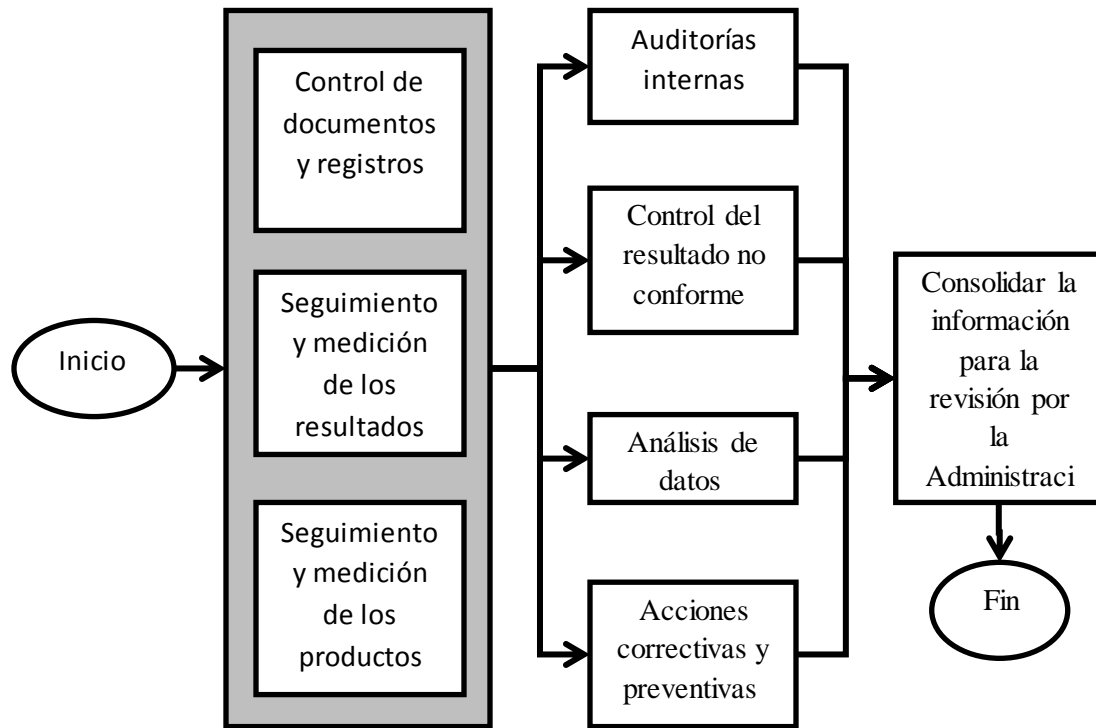 Inicio
Control de
documentos
y registros
Seguimiento
y medición
de los
resultados
Seguimiento
y medición
de los
productos
Auditorías
internas
Control del
resultado no
conforme
Análisis de
datos
Acciones
correctivas y
preventivas
Consolidar la
información
para la
revisión por
la
Administraci
Fin